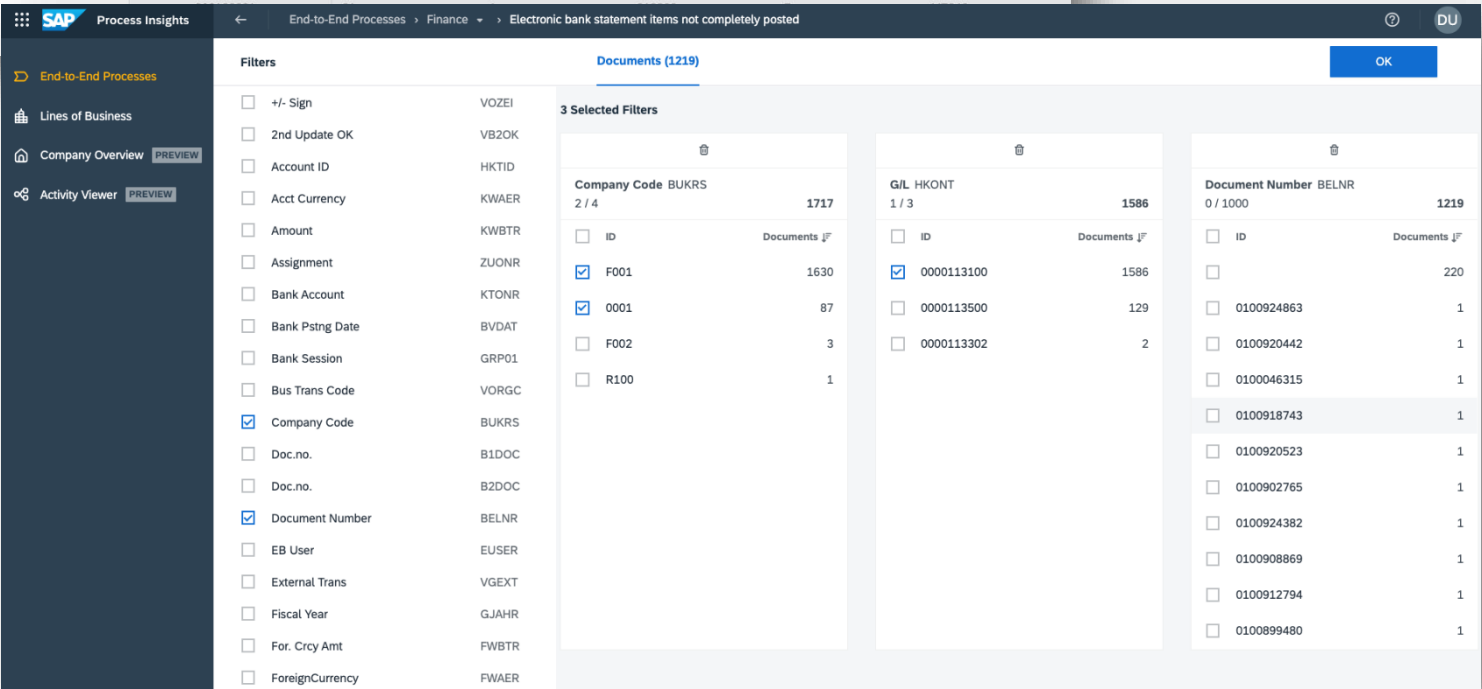 SAP Process Insights
End-to-End Processes › Finance › Electronic bank statement items not completely posted
DU
End-to-End Processes
Lines of Business
Company Overview PREVIEW
Activity Viewer PREVIEW
Filters
+/- Sign VOZEI
2nd Update OK VB2OK
Account ID HKTID
Acct Currency KWAER
Amount KWBTR
Assignment ZUONR
Bank Account KTONR
Bank Pstng Date BVDAT
Bank Session GRP01
Bus Trans Code VORGC
Company Code BUKRS
Doc.no. B1DOC
Doc.no. B2DOC
Document Number BELNR
EB User EUSER
External Trans VGEXT
Fiscal Year GJAHR
For. Crcy Amt FWBTR
ForeignCurrency FWAER
Documents (1219)
OK
3 Selected Filters
Company Code BUKRS
2 / 4 1717
ID Documents
F001 1630
0001 87
F002 3
R100 1
G/L HKONT
1 / 3 1586
ID Documents
0000113100 1586
0000113500 129
0000113302 2
Document Number BELNR
0 / 1000 1219
ID Documents
220
0100924863 1
0100920442 1
0100046315 1
0100918743 1
0100920523 1
0100902765 1
0100924382 1
0100908869 1
0100912794 1
0100899480 1